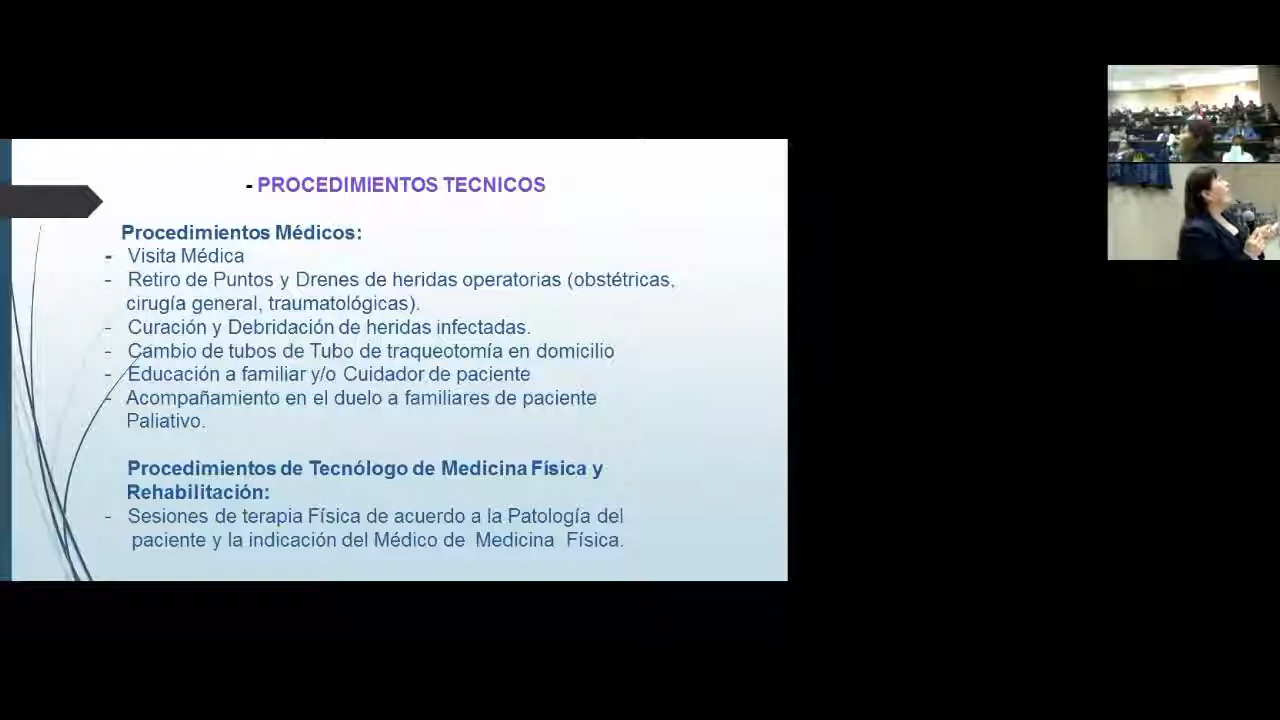 - PROCEDIMIENTOS TECNICOS
Procedimientos Médicos:
- Visita Médica
- Retiro de Puntos y Drenes de heridas operatorias (obstétricas,
cirugía general, traumatológicas).
- Curación y Debridación de heridas infectadas.
- Cambio de tubos de Tubo de traqueotomía en domicilio
- Educación a familiar y/o Cuidador de paciente
- Acompañamiento en el duelo a familiares de paciente
Paliativo.
Procedimientos de Tecnólogo de Medicina Física y
Rehabilitación:
- Sesiones de terapia Física de acuerdo a la Patología del
paciente y la indicación del Médico de Medicina Física.